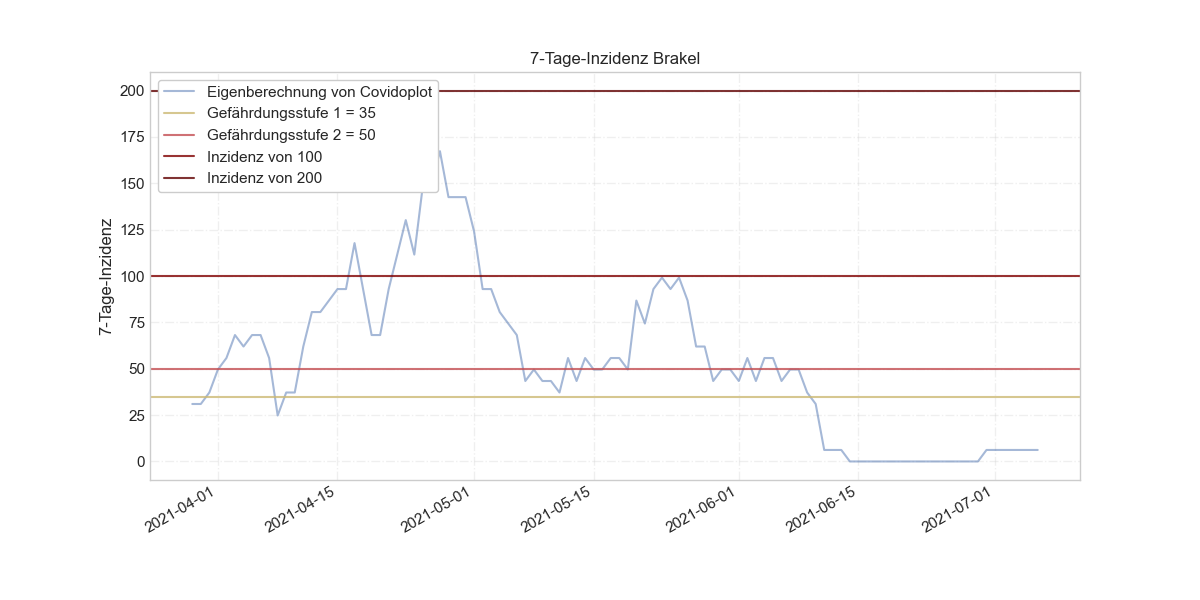 7-Tage-Inzidenz Brakel
Eigenberechnung von Covidoplot
Gefährdungsstufe 1 = 35
Gefährdungsstufe 2 = 50
Inzidenz von 100
Inzidenz von 200
7-Tage-Inzidenz
200
175
150
125
100
75
50
25
0
2021-04-01
2021-04-15
2021-05-01
2021-05-15
2021-06-01
2021-06-15
2021-07-01